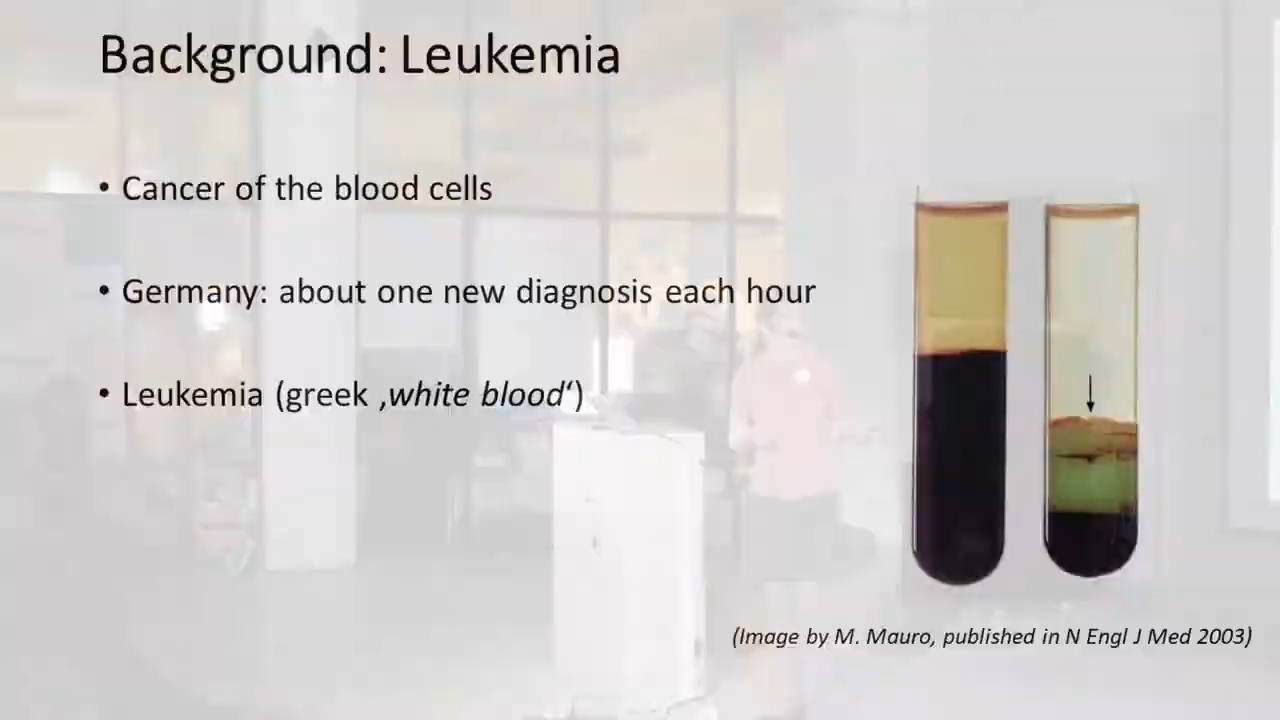 Background: Leukemia
• Cancer of the blood cells
• Germany: about one new diagnosis each hour
• Leukemia (greek ‚white blood‘)
(Image by M. Mauro, published in N Engl J Med 2003)